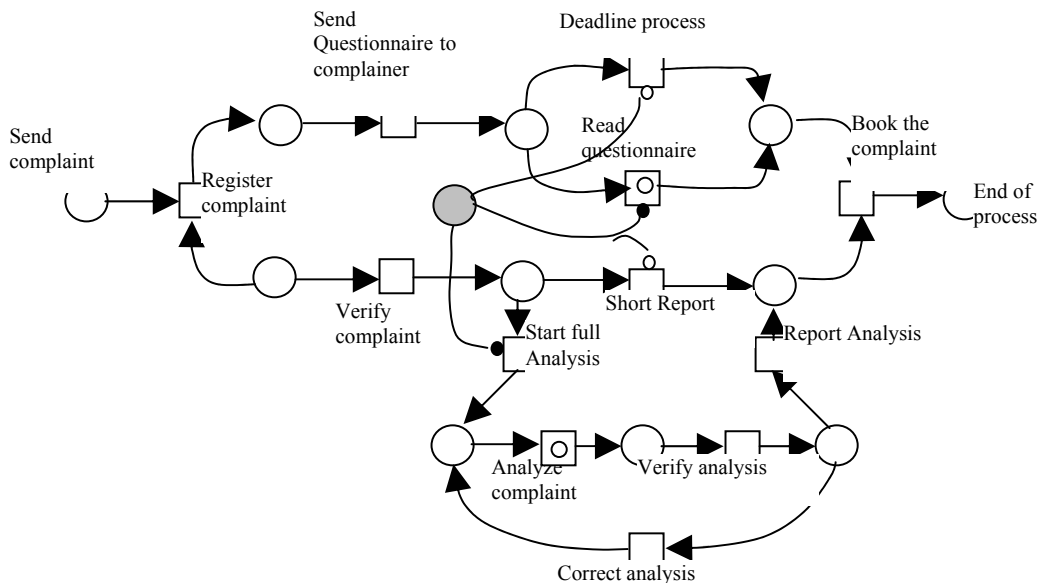 Send
Questionnaire to
complainer
Deadline process
Send
complaint
Read
questionnaire
Book the
complaint
Register
complaint
End of
process
Verify
complaint
Short Report
Start full
Analysis
Report Analysis
Analyze
complaint
Verify analysis
Correct analysis